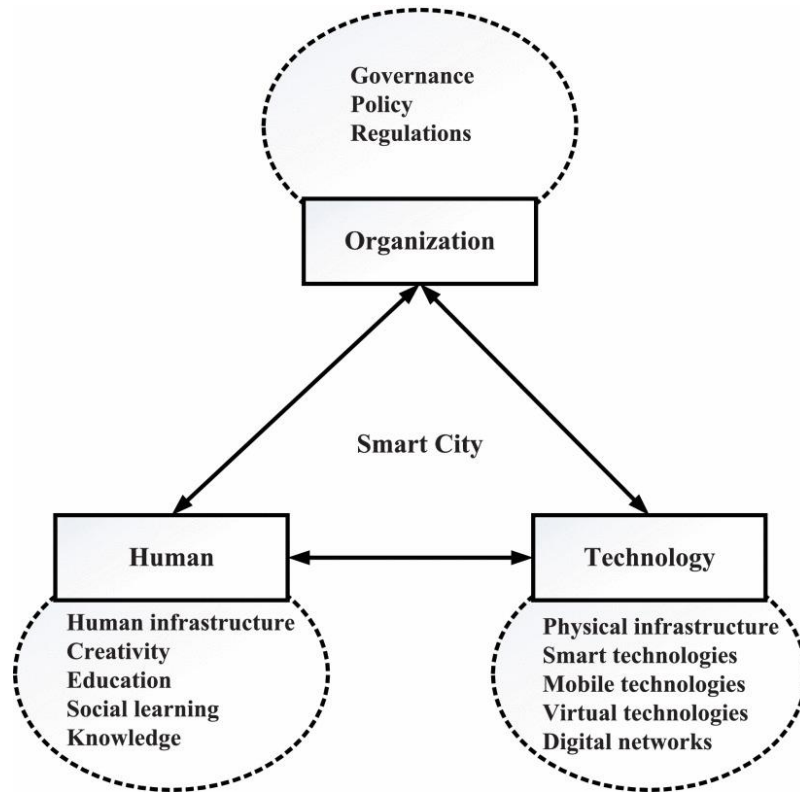 Governance
Policy
Regulations
Organization
Smart City
Human
Technology
Human infrastructure
Creativity
Education
Social learning
Knowledge
Physical infrastructure
Smart technologies
Mobile technologies
Virtual technologies
Digital networks